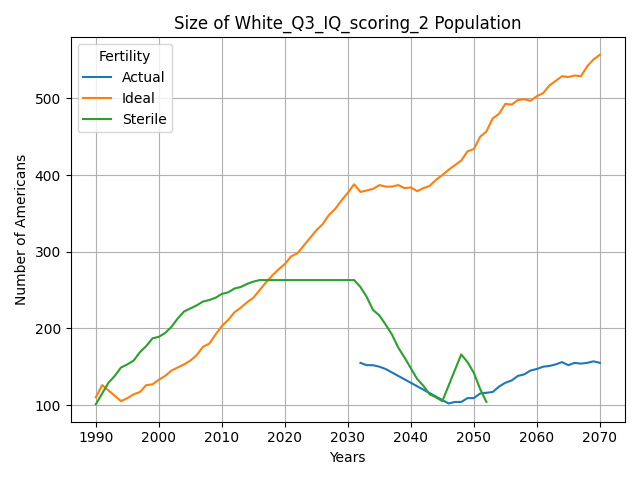 Size of White_Q3_IQ_scoring_2 Population
Fertility
Actual
Ideal
Sterile
Number of Americans
500
400
300
200
100
1990 2000 2010 2020 2030 2040 2050 2060 2070
Years